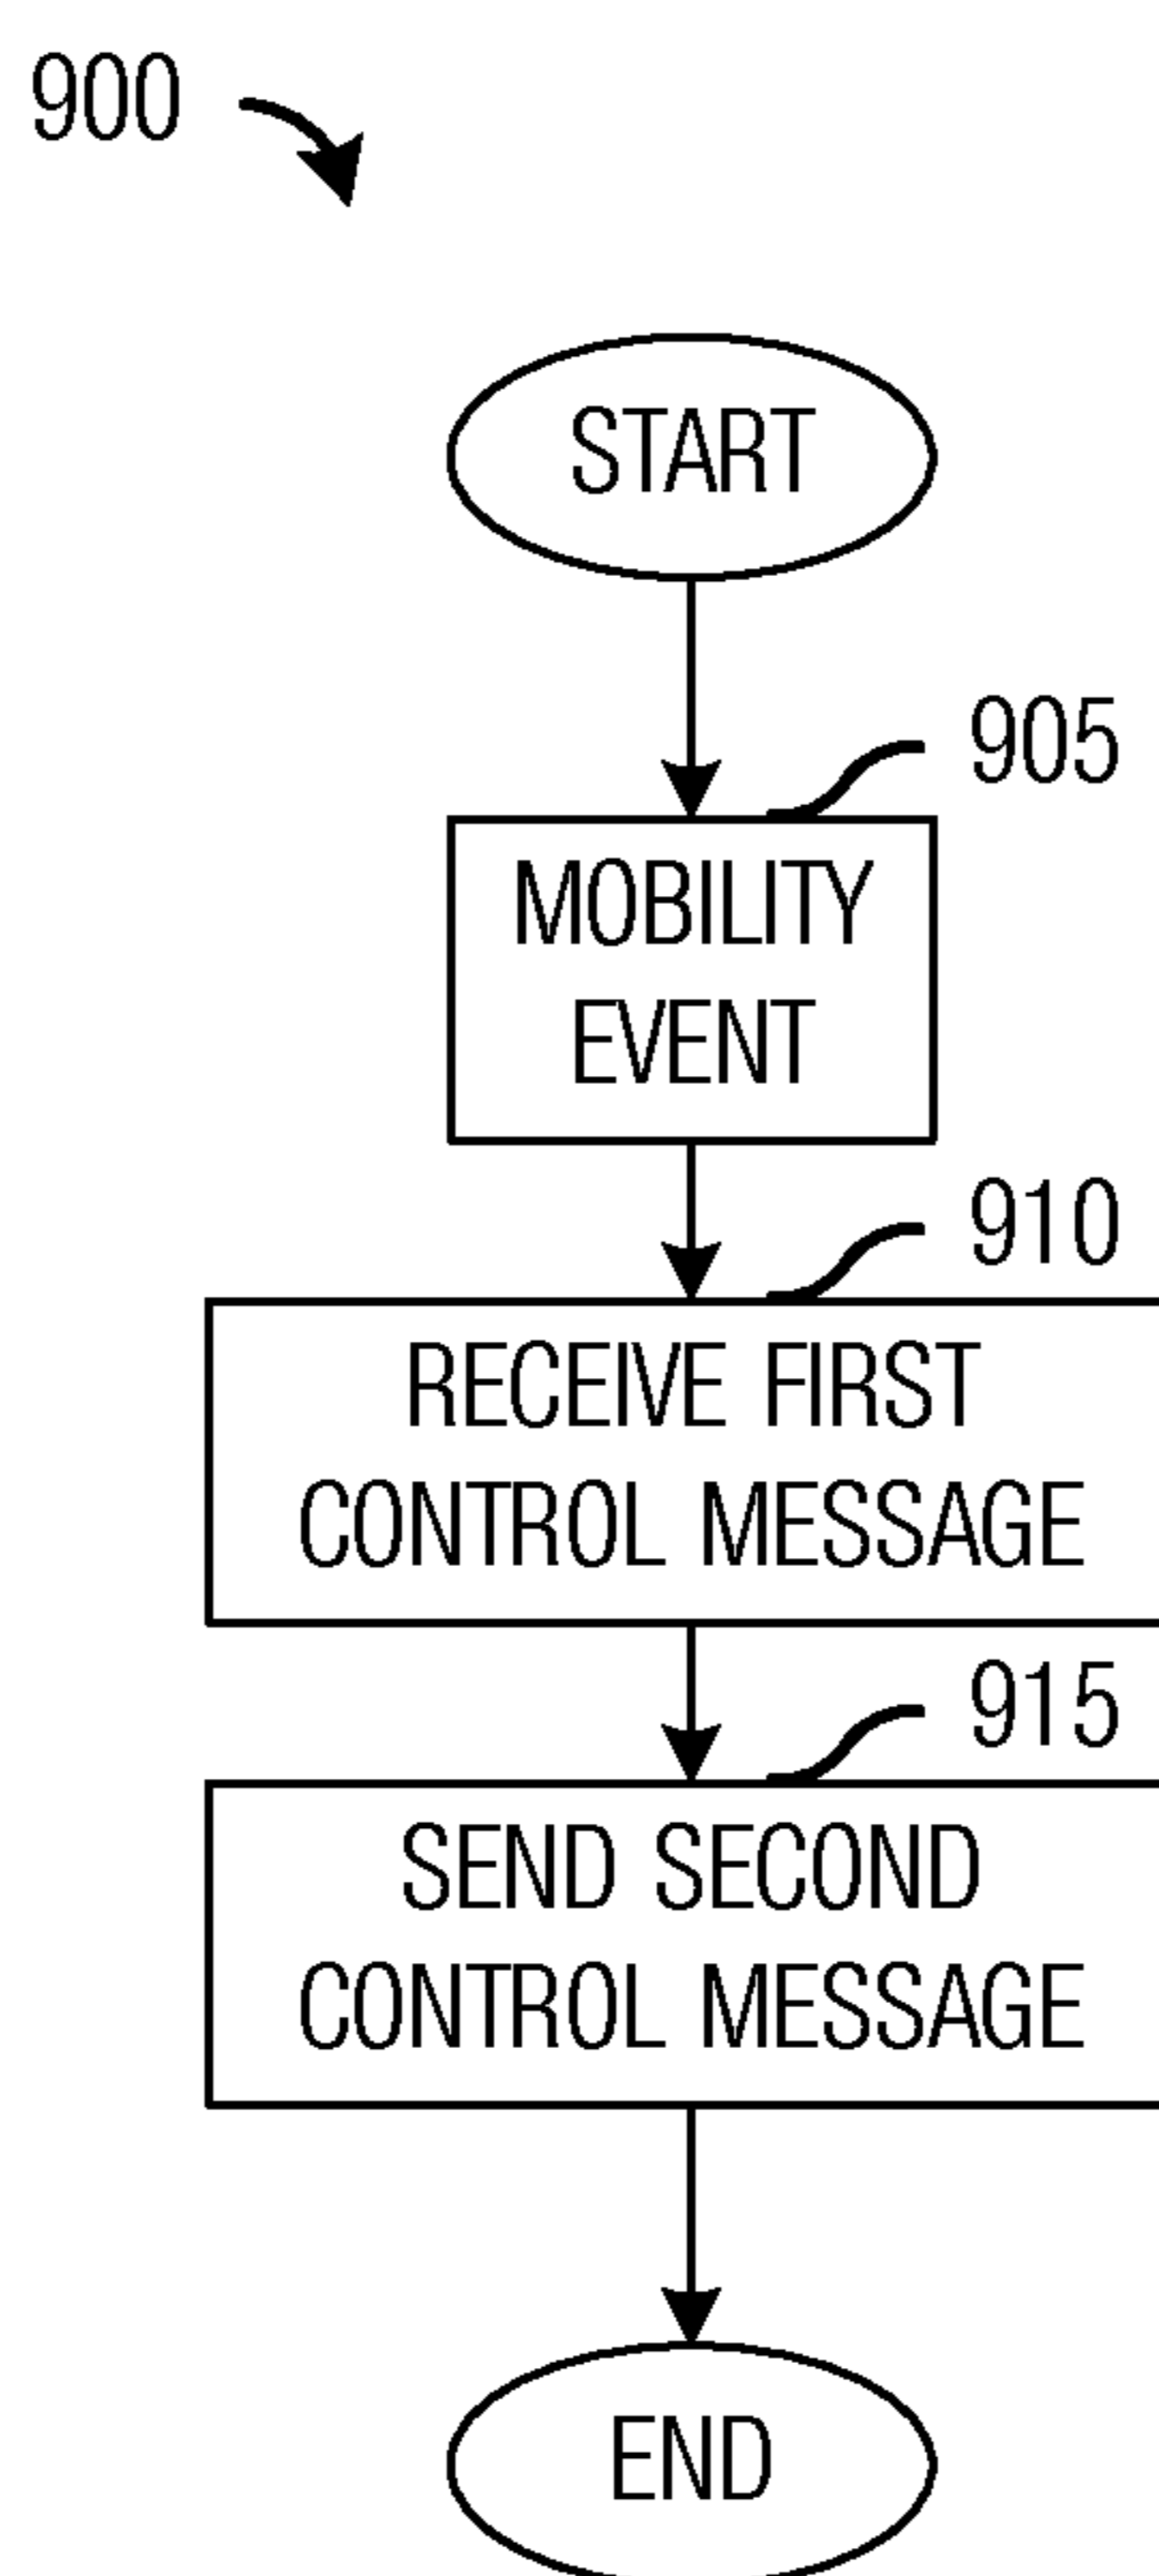 900
START
905
MOBILITY
EVENT
910
RECEIVE FIRST
CONTROL MESSAGE
915
SEND SECOND
CONTROL MESSAGE
END